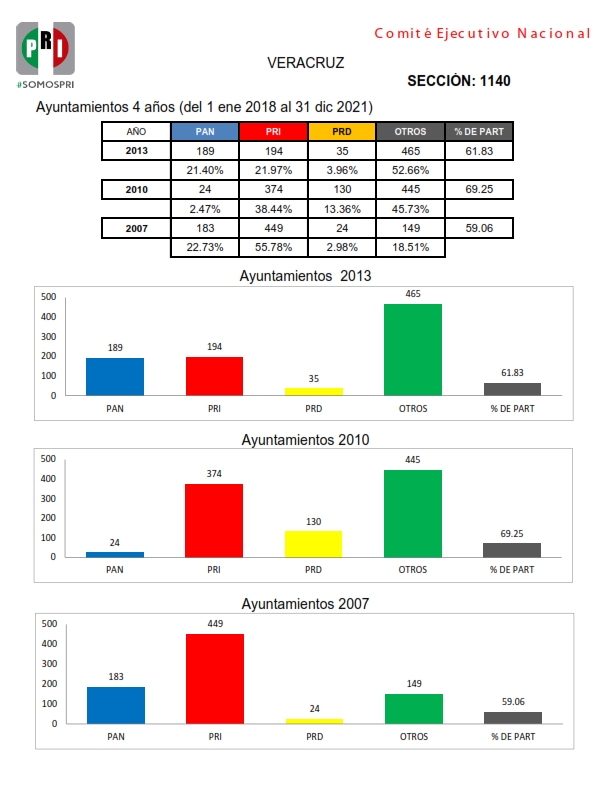 Comité Ejecutivo Nacional
PRI
#SOMOSPRI
VERACRUZ
SECCIÓN: 1140
Ayuntamientos 4 años (del 1 ene 2018 al 31 dic 2021)
AÑO PAN PRI PRD OTROS % DE PART
2013 189 194 35 465 61.83
21.40% 21.97% 3.96% 52.66%
2010 24 374 130 445 69.25
2.47% 38.44% 13.36% 45.73%
2007 183 449 24 149 59.06
22.73% 55.78% 2.98% 18.51%
Ayuntamientos 2013
500
400
300
200
100
0
189 194 35 465 61.83
PAN PRI PRD OTROS % DE PART
Ayuntamientos 2010
500
400
300
200
100
0
24 374 130 445 69.25
PAN PRI PRD OTROS % DE PART
Ayuntamientos 2007
500
400
300
200
100
0
183 449 24 149 59.06
PAN PRI PRD OTROS % DE PART